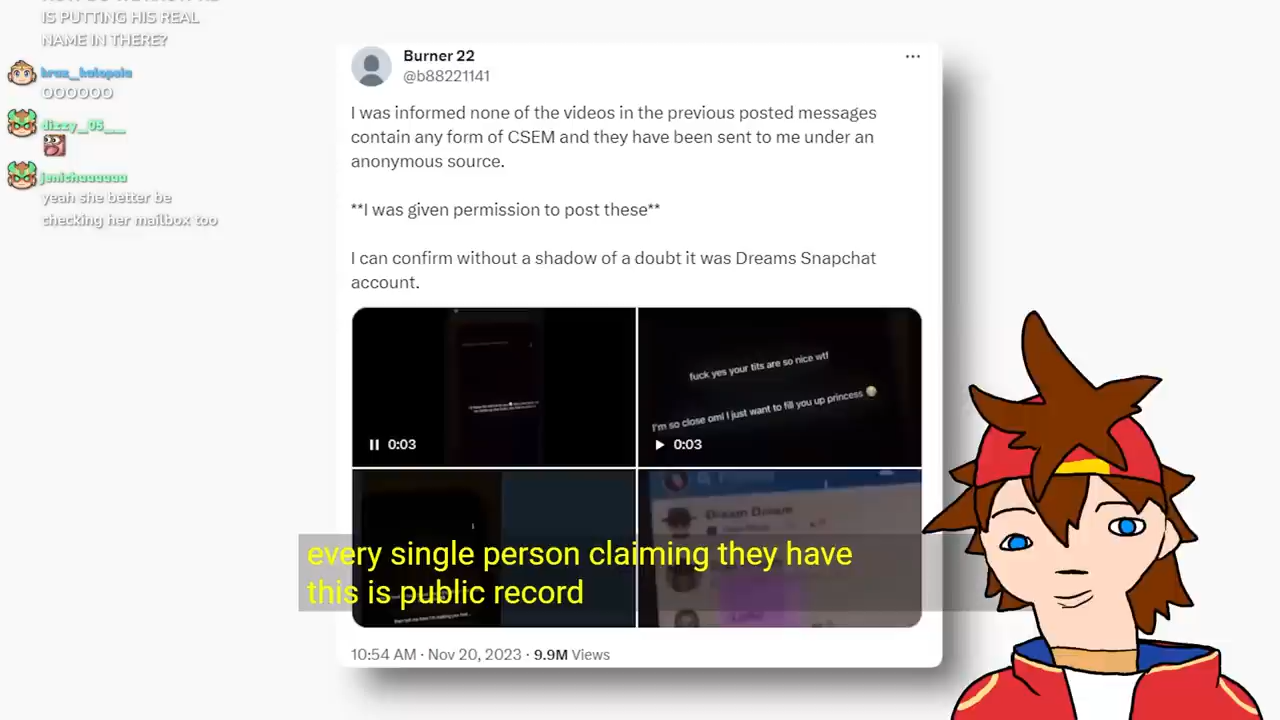 IS PUTTING HIS REAL
NAME IN THERE?
kraz_kalopsia
OOOOOO
dizzy_05__
jamichuuuuuu
yeah she better be
checking her mailbox too
Burner 22
@b88221141
I was informed none of the videos in the previous posted messages
contain any form of CSEM and they have been sent to me under an
anonymous source.
**I was given permission to post these**
I can confirm without a shadow of a doubt it was Dreams Snapchat
account.
0:03
fuck yes your tits are so nice wtf
I'm so close omi I just want to fill you up princess
0:03
Dream Dream
every single person claiming they have
this is public record
10:54 AM · Nov 20, 2023 · 9.9M Views